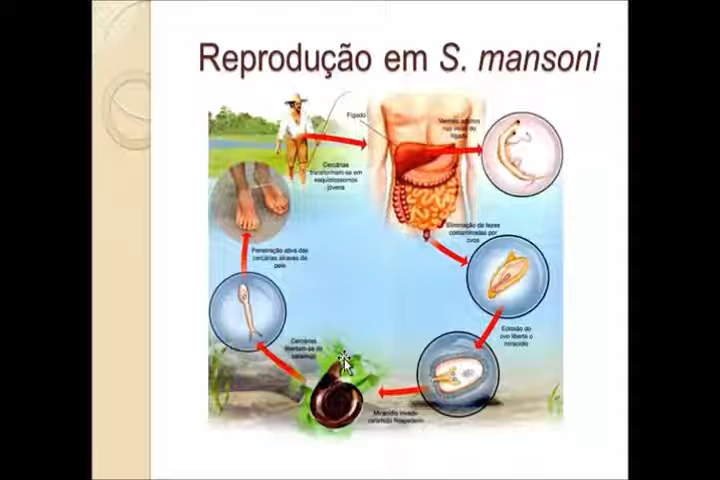 Reprodução em S. mansoni
Fígado
Vermes adultos
nas veias do
fígado
Cercárias
transformam-se em
esquistossomos
jovens
Eliminação de fezes
contaminadas por
ovos
Penetração ativa das
cercárias através da
pele
Eclosão do
ovo liberta o
miracídio
Cercárias
libertam-se do
caramujo
Miracídio invade
caramujo hospedeiro